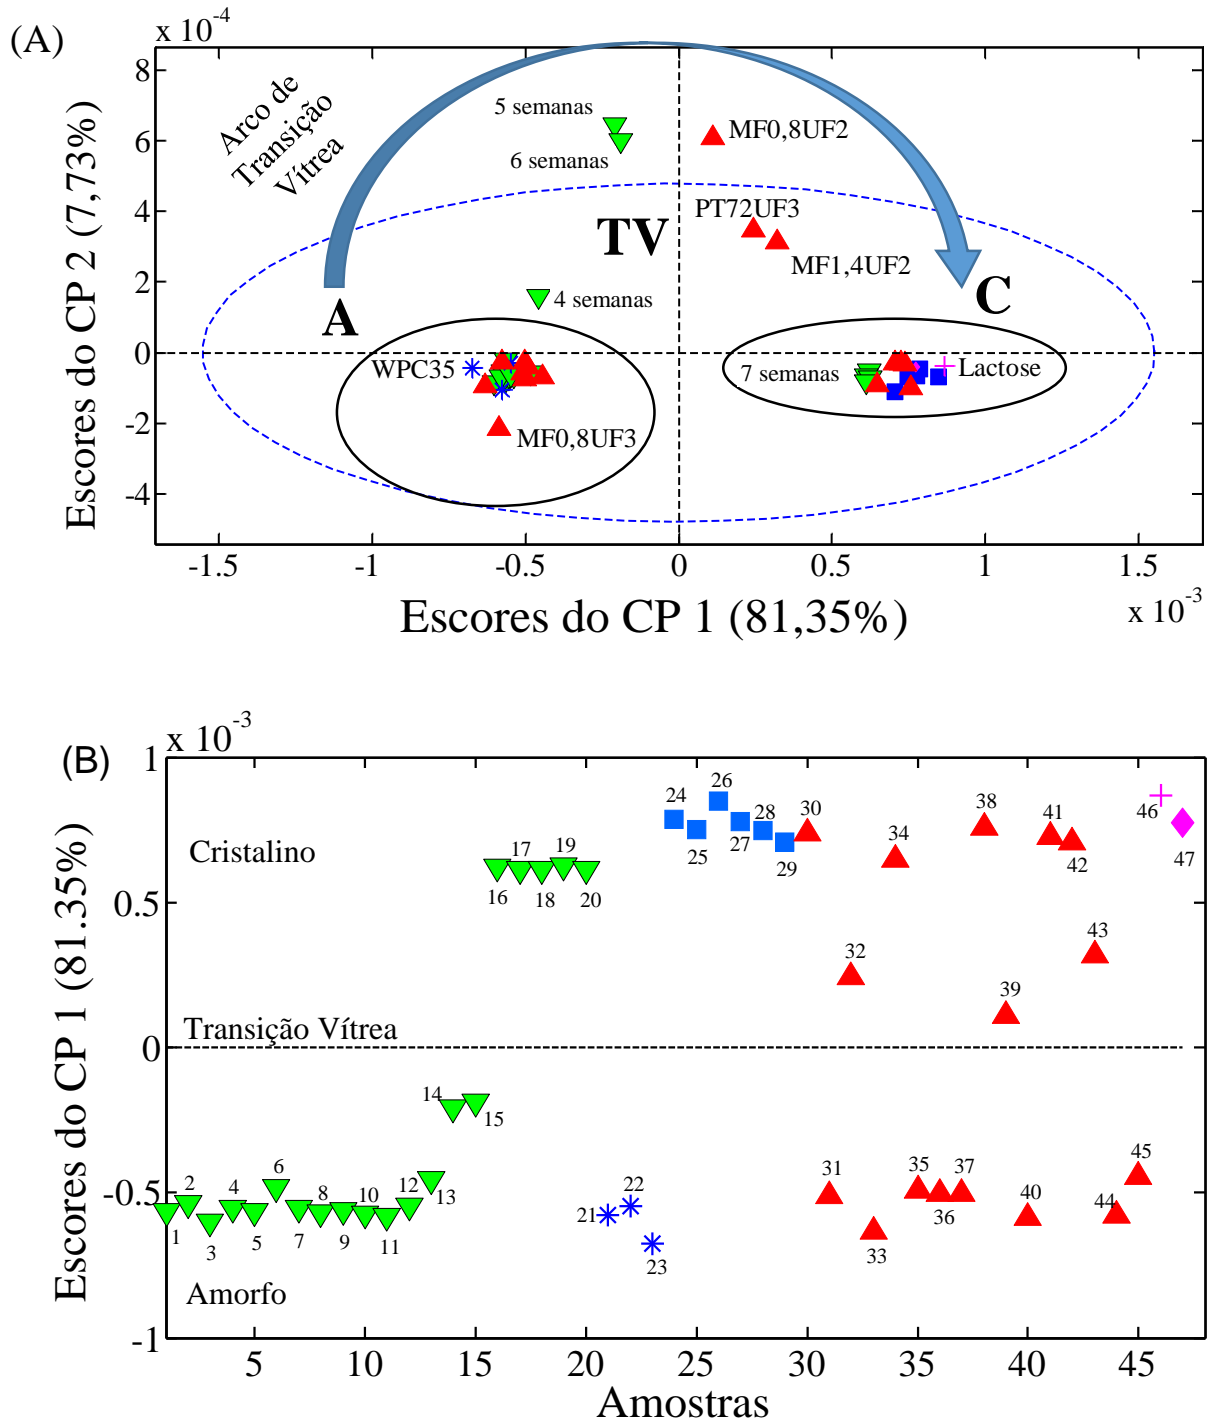 (A)
x 10-4
Arco de
Transição
Vítrea
5 semanas
6 semanas
MF0,8UF2
PT72UF3
TV
MF1,4UF2
4 semanas
A
C
WPC35
MF0,8UF3
7 semanas
Lactose
8
6
4
2
0
-2
-4
Escores do CP 2 (7,73%)
-1.5
-1
-0.5
0
0.5
1
1.5
x 10-3
Escores do CP 1 (81,35%)
(B)
x 10-3
1
0.5
0
-0.5
-1
Escores do CP 1 (81.35%)
Cristalino
Transição Vítrea
Amorfo
1
2
3
4
5
6
7
8
9
10
11
12
13
14
15
16
17
18
19
20
21
22
23
24
25
26
27
28
29
30
31
32
33
34
35
36
37
38
39
40
41
42
43
44
45
46
47
5
10
15
20
25
30
35
40
45
Amostras